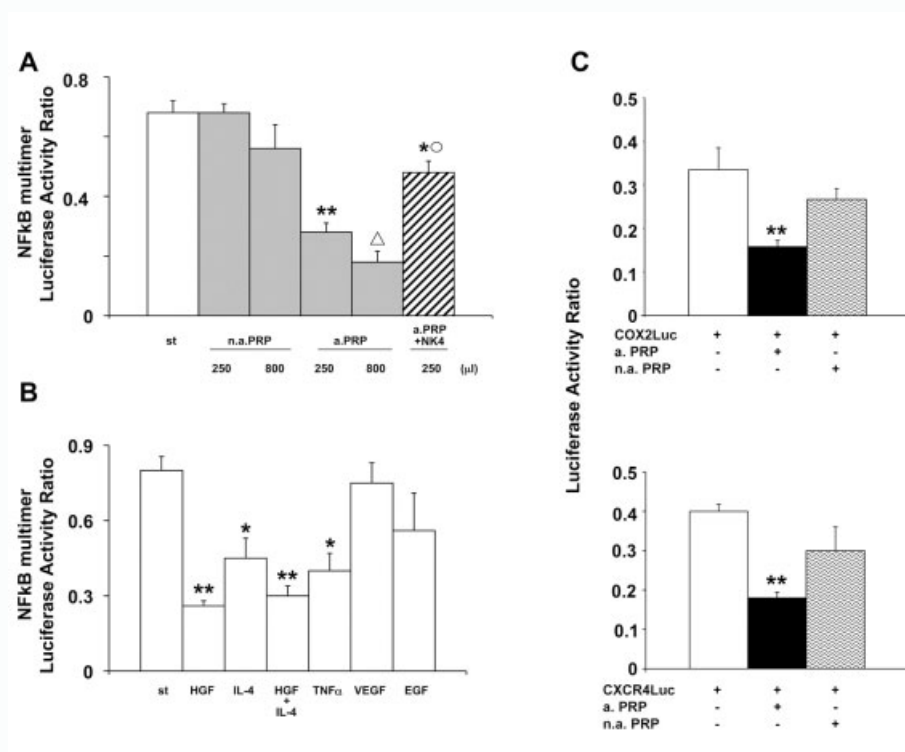 A
NFkB multimer
Luciferase Activity Ratio
0.8
0.4
0
**
△
*○
st
n.a.PRP
a.PRP
a.PRP
+NK4
250
800
250
800
250
(µl)
B
NFkB multimer
Luciferase Activity Ratio
0.9
0.6
0.3
0
**
*
**
*
st
HGF
IL-4
HGF
+
IL-4
TNFα
VEGF
EGF
C
Luciferase Activity Ratio
0.5
0.4
0.3
0.2
0.1
0
**
COX2Luc + + +
a. PRP - + -
n.a. PRP - - +
0.5
0.4
0.3
0.2
0.1
0
**
CXCR4Luc + + +
a. PRP - + -
n.a. PRP - - +